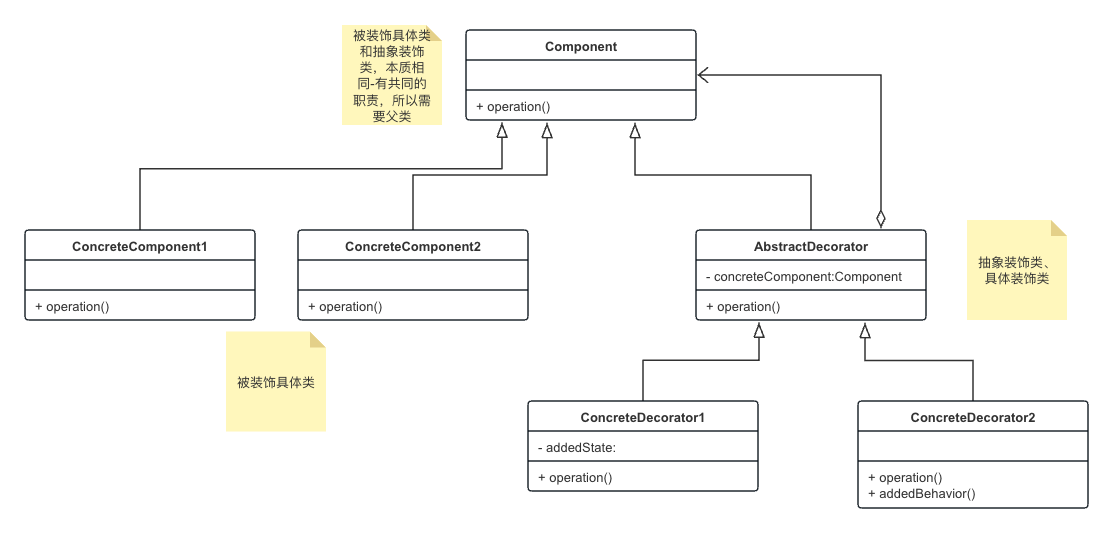 被装饰具体类
和抽象装饰
类，本质相
同-有共同的
职责，所以需
要父类
Component
+ operation()
ConcreteComponent1
+ operation()
ConcreteComponent2
+ operation()
AbstractDecorator
- concreteComponent:Component
+ operation()
抽象装饰类、
具体装饰类
被装饰具体类
ConcreteDecorator1
- addedState:
+ operation()
ConcreteDecorator2
+ operation()
+ addedBehavior()